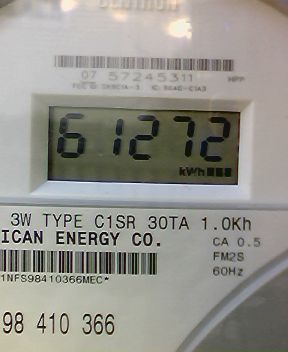 CENTRON
07 57245311
61272
kWh
3W TYPE C1SR 30TA 1.0Kh
ICAN ENERGY CO.
CA 0.5
FM2S
60Hz
1NFS98410366MEC*
98 410 366